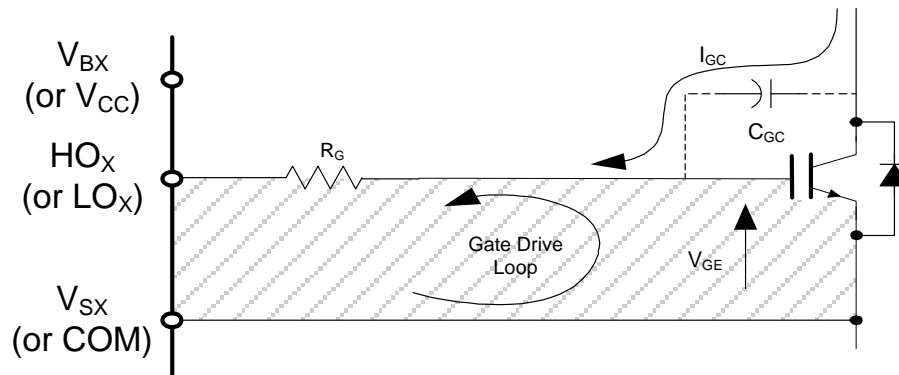 V_BX
(or V_CC)
HO_X
(or LO_X)
V_SX
(or COM)
R_G
I_GC
C_GC
Gate Drive
Loop
V_GE